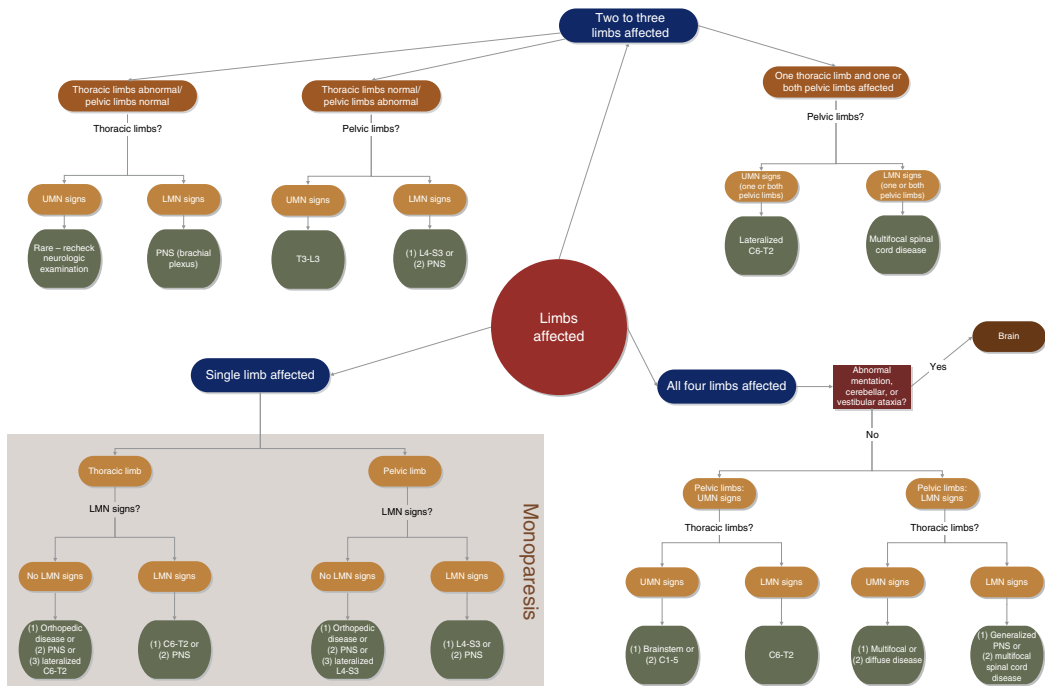 Two to three
limbs affected
Thoracic limbs abnormal/
pelvic limbs normal
Thoracic limbs normal/
pelvic limbs abnormal
One thoracic limb and one or
both pelvic limbs affected
Thoracic limbs?
Pelvic limbs?
Pelvic limbs?
UMN signs
LMN signs
UMN signs
LMN signs
UMN signs
(one or both
pelvic limbs)
LMN signs
(one or both
pelvic limbs)
Rare – recheck
neurologic
examination
PNS (brachial
plexus)
T3-L3
(1) L4-S3 or
(2) PNS
Lateralized
C6-T2
Multifocal spinal
cord disease
Limbs
affected
Single limb affected
All four limbs affected
Abnormal
mentation,
cerebellar, or
vestibular ataxia?
Yes
Brain
No
Thoracic limb
Pelvic limb
LMN signs?
LMN signs?
No LMN signs
LMN signs
No LMN signs
LMN signs
(1) Orthopedic
disease or
(2) PNS or
(3) lateralized
C6-T2
(1) C6-T2 or
(2) PNS
(1) Orthopedic
disease or
(2) PNS or
(3) lateralized
L4-S3
(1) L4-S3 or
(2) PNS
Monoparesis
Pelvic limbs:
UMN signs
Pelvic limbs:
LMN signs
Thoracic limbs?
Thoracic limbs?
UMN signs
LMN signs
UMN signs
LMN signs
(1) Brainstem or
(2) C1-5
C6-T2
(1) Multifocal or
(2) diffuse disease
(1) Generalized
PNS or
(2) multifocal
spinal cord
disease